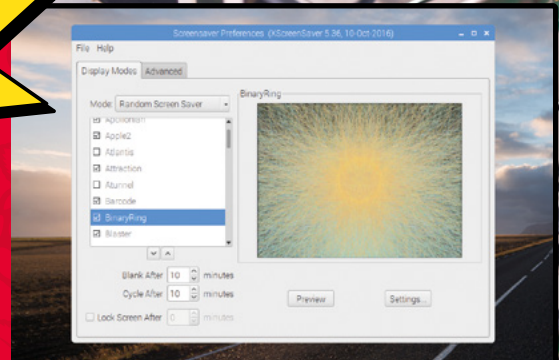 Screensaver Preferences (XScreenSaver 5.36, 10-Oct-2016)
File Help
Display Modes Advanced
Mode: Random Screen Saver
BinaryRing
Apollonian
Apple2
Atlantis
Attraction
Atunnel
Barcode
BinaryRing
Blaster
Blank After 10 minutes
Cycle After 10 minutes
Preview Settings...
Lock Screen After 0 minutes